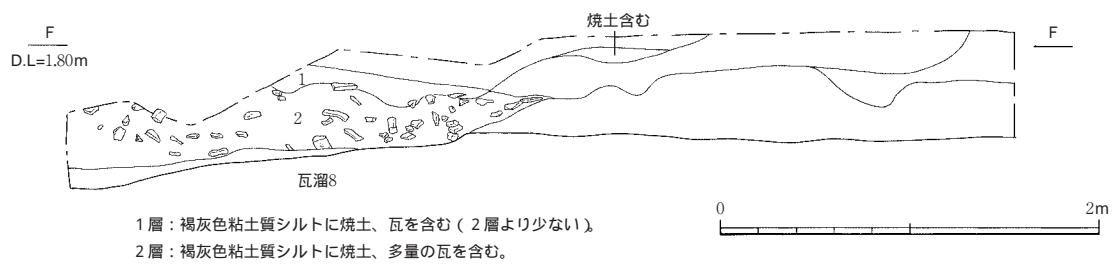 焼土含む
F
D.L=1.80m
F
1
2
瓦溜8
0
2m
1層：褐灰色粘土質シルトに焼土、瓦を含む（2層より少ない）。
2層：褐灰色粘土質シルトに焼土、多量の瓦を含む。